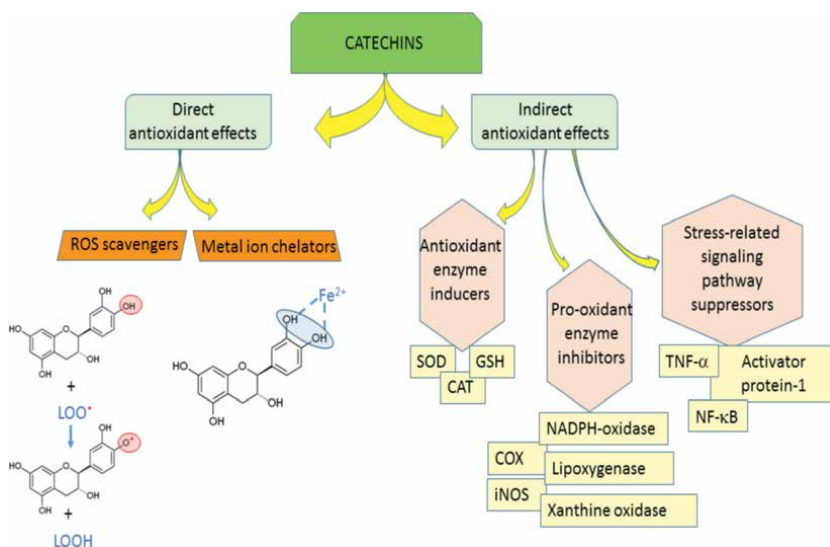 CATECHINS
Direct
antioxidant effects
Indirect
antioxidant effects
ROS scavengers
Metal ion chelators
Antioxidant
enzyme
inducers
SOD
GSH
CAT
Pro-oxidant
enzyme
inhibitors
NADPH-oxidase
COX
Lipoxygenase
iNOS
Xanthine oxidase
Stress-related
signaling
pathway
suppressors
TNF-α
Activator
protein-1
NF-κB
OH
OH
HO
O
OH
OH
+
LOO•
OH
O•
HO
O
OH
OH
+
LOOH
Fe²⁺
OH
OH
HO
O
OH
OH